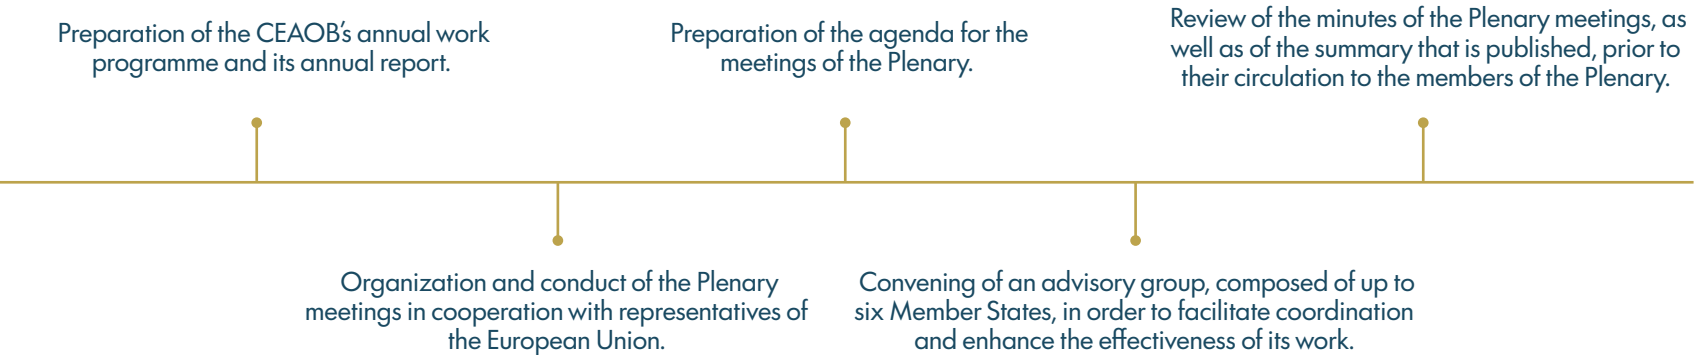 Preparation of the CEAOB's annual work
programme and its annual report.
Organization and conduct of the Plenary
meetings in cooperation with representatives of
the European Union.
Preparation of the agenda for the
meetings of the Plenary.
Convening of an advisory group, composed of up to
six Member States, in order to facilitate coordination
and enhance the effectiveness of its work.
Review of the minutes of the Plenary meetings, as
well as of the summary that is published, prior to
their circulation to the members of the Plenary.